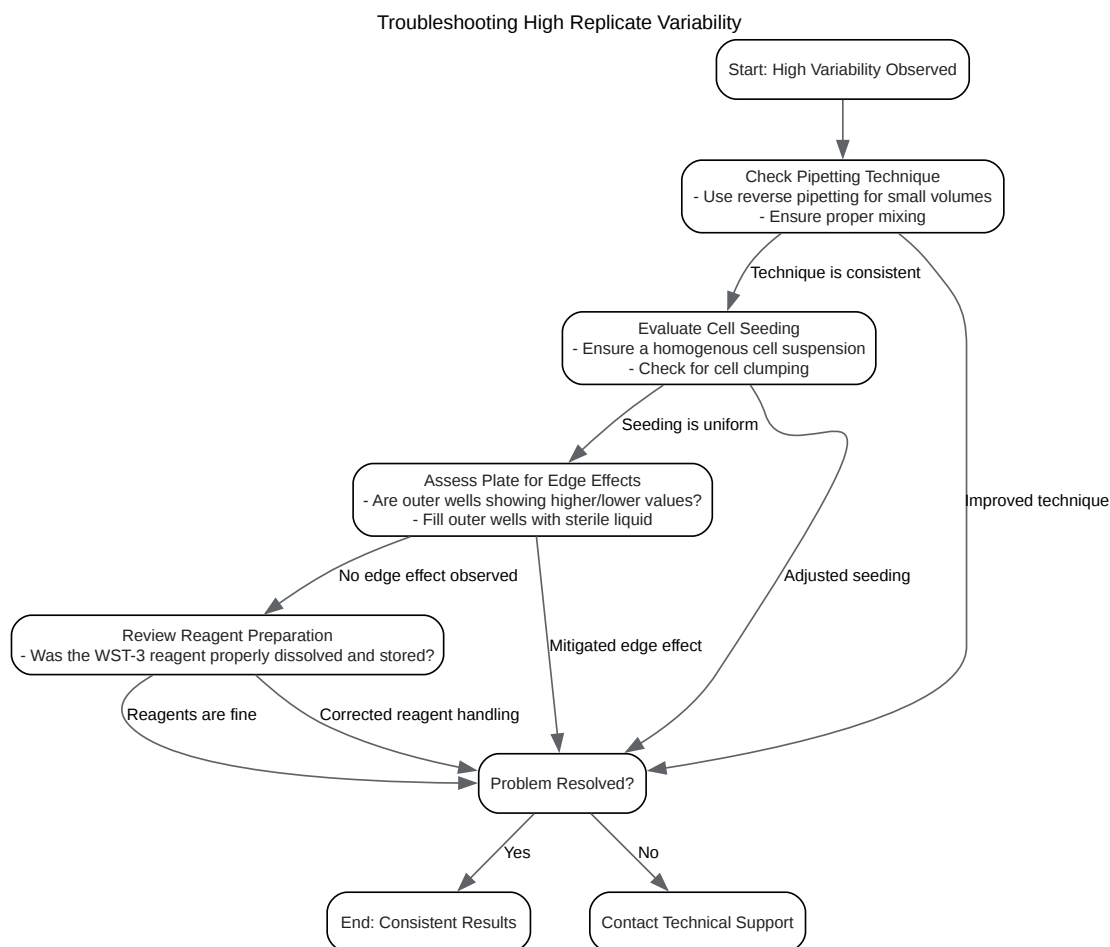 Troubleshooting High Replicate Variability
Start: High Variability Observed
Check Pipetting Technique
- Use reverse pipetting for small volumes
- Ensure proper mixing
Technique is consistent
Evaluate Cell Seeding
- Ensure a homogenous cell suspension
- Check for cell clumping
Seeding is uniform
Assess Plate for Edge Effects
- Are outer wells showing higher/lower values?
- Fill outer wells with sterile liquid
Improved technique
No edge effect observed
Adjusted seeding
Review Reagent Preparation
- Was the WST-3 reagent properly dissolved and stored?
Mitigated edge effect
Reagents are fine
Corrected reagent handling
Problem Resolved?
Yes
No
End: Consistent Results
Contact Technical Support